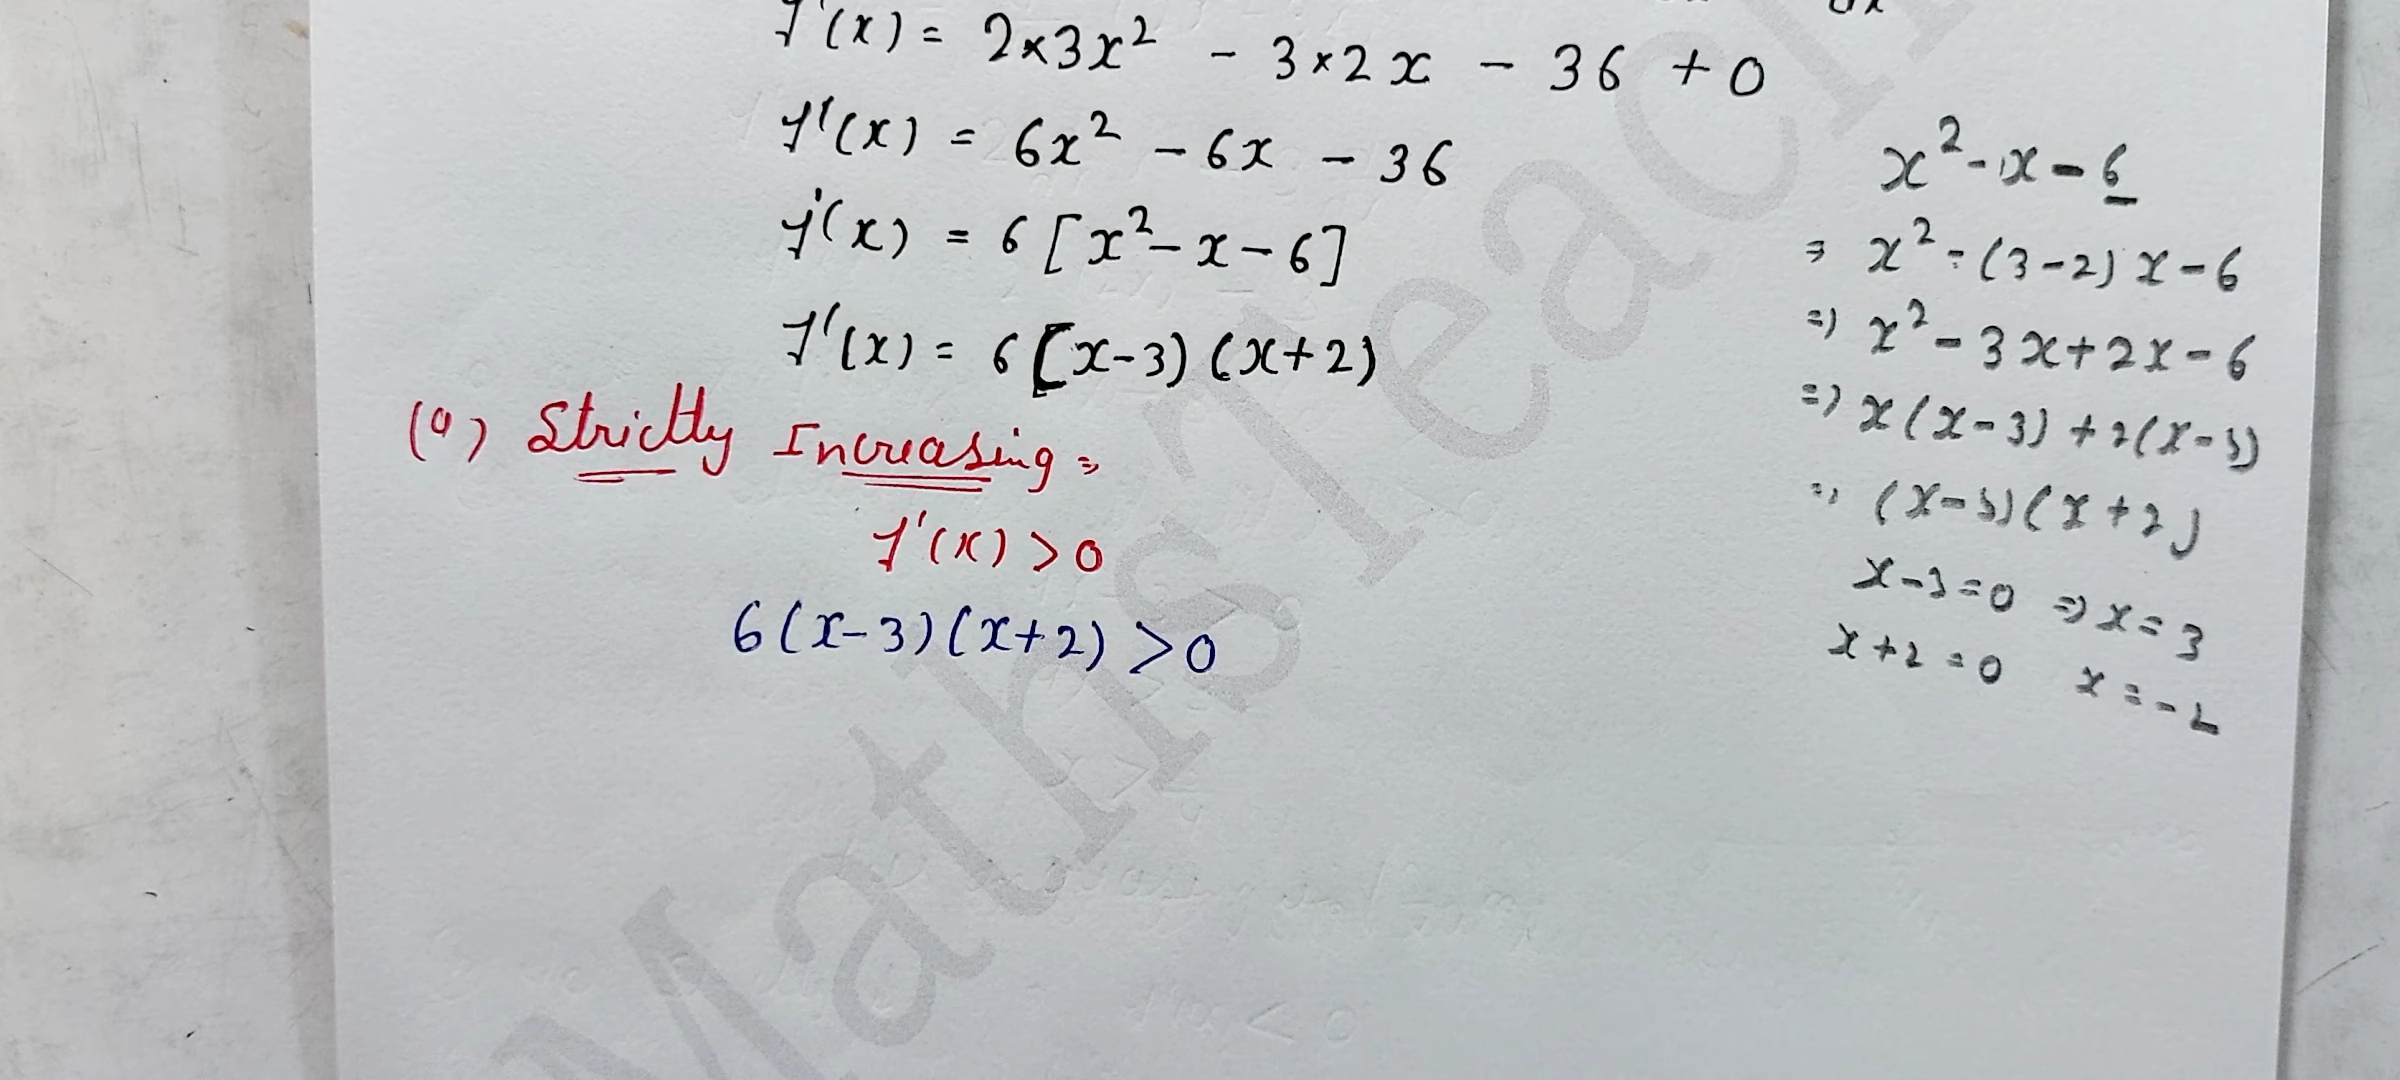 f'(x) = 2×3x² - 3×2x - 36 + 0
f'(x) = 6x² - 6x - 36
f'(x) = 6[x²-x-6]
f'(x) = 6[x-3)(x+2)
(a) Strictly Increasing =
f'(x) > 0
6(x-3)(x+2) > 0
x²-x-6
⇒ x²-(3-2)x-6
⇒ x²-3x+2x-6
⇒ x(x-3)+2(x-3)
⇒ (x-3)(x+2)
x-3=0 ⇒ x=3
x+2=0 x=-2
Maths Teach